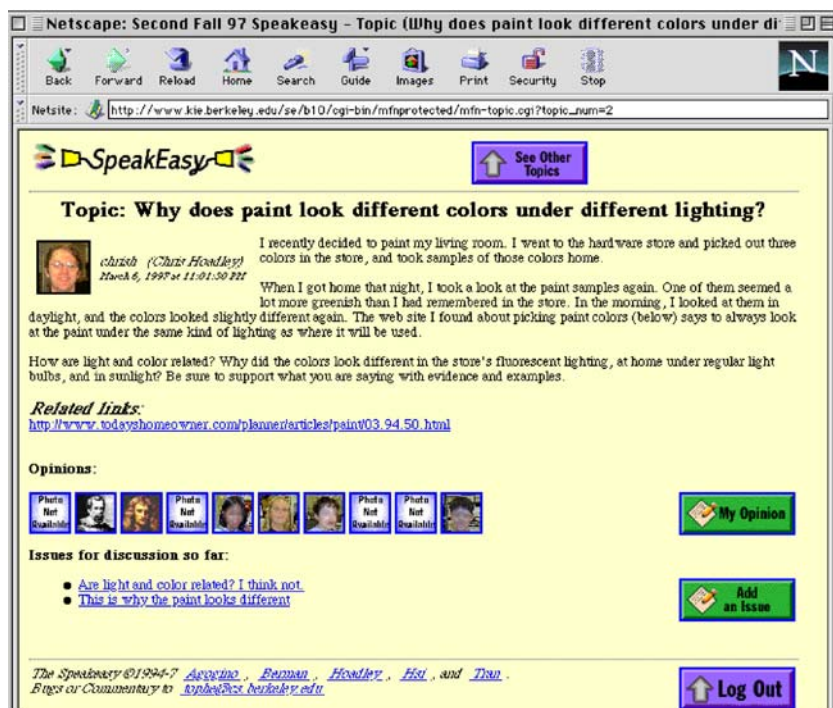 Netscape: Second Fall 97 Speakeasy - Topic (Why does paint look different colors under di
Back Forward Reload Home Search Guide Images Print Security Stop
N
Netsite: http://www.kie.berkeley.edu/se/b10/cgi-bin/mfnprotected/mfn-topic.cgi?topic_num=2
SpeakEasy
See Other
Topics
Topic: Why does paint look different colors under different lighting?
chrish (Chris Hoadley)
March 6, 1998 at 11:01:50 PM
I recently decided to paint my living room. I went to the hardware store and picked out three
colors in the store, and took samples of those colors home.
When I got home that night, I took a look at the paint samples again. One of them seemed a
lot more greenish than I had remembered in the store. In the morning, I looked at them in
daylight, and the colors looked slightly different again. The web site I found about picking paint colors (below) says to always look
at the paint under the same kind of lighting as where it will be used.
How are light and color related? Why did the colors look different in the store's fluorescent lighting, at home under regular light
bulbs, and in sunlight? Be sure to support what you are saying with evidence and examples.
Related links:
http://www.todayshomeowner.com/planner/articles/paint/03.94.50.html
Opinions:
Photo
Not
Available
Photo
Not
Available
Photo
Not
Available
Photo
Not
Available
My Opinion
Issues for discussion so far:
Are light and color related? I think not.
This is why the paint looks different
Add
an Issue
The Speakeasy ©1994-7 Agogino , Berman , Hoadley , Hsi , and Tian .
Bugs or Commentary to tophe@cs.berkeley.edu
Log Out